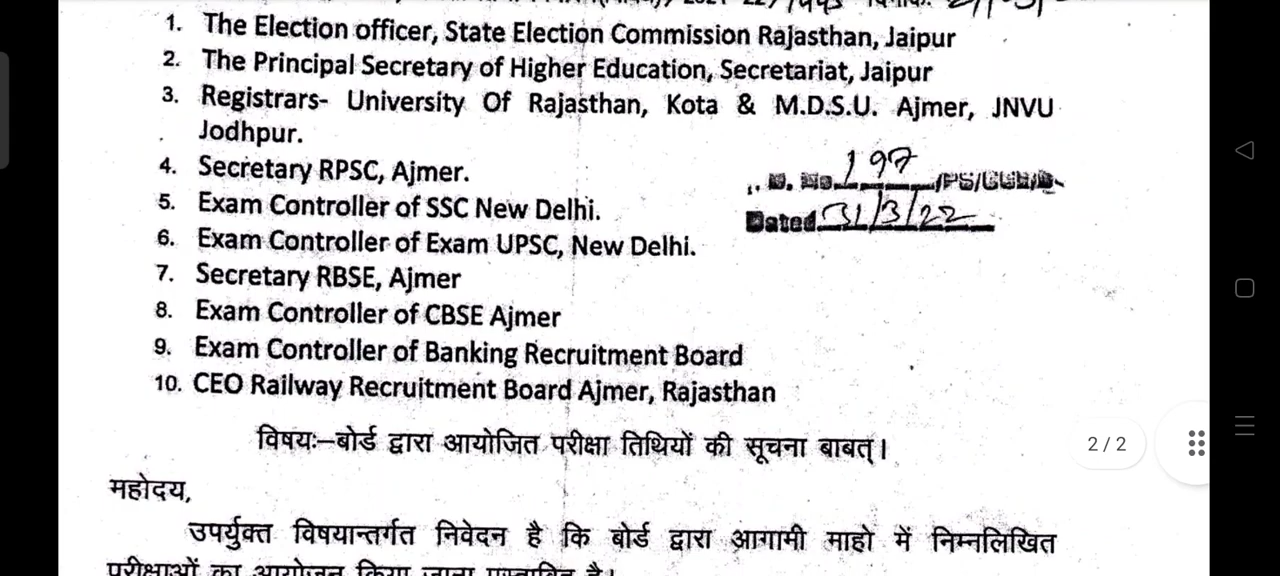 1. The Election officer, State Election Commission Rajasthan, Jaipur
2. The Principal Secretary of Higher Education, Secretariat, Jaipur
3. Registrars- University Of Rajasthan, Kota & M.D.S.U. Ajmer, JNVU
Jodhpur.
4. Secretary RPSC, Ajmer.
197
5. Exam Controller of SSC New Delhi.
Dated 31/3/22
6. Exam Controller of Exam UPSC, New Delhi.
7. Secretary RBSE, Ajmer
8. Exam Controller of CBSE Ajmer
9. Exam Controller of Banking Recruitment Board
10. CEO Railway Recruitment Board Ajmer, Rajasthan
विषयः–बोर्ड द्वारा आयोजित परीक्षा तिथियों की सूचना बाबत्।
2 / 2
महोदय,
उपर्युक्त विषयान्तर्गत निवेदन है कि बोर्ड द्वारा आगामी माहो में निम्नलिखित
परीक्षाओं का आयोजन किया जाना प्रस्तावित है।